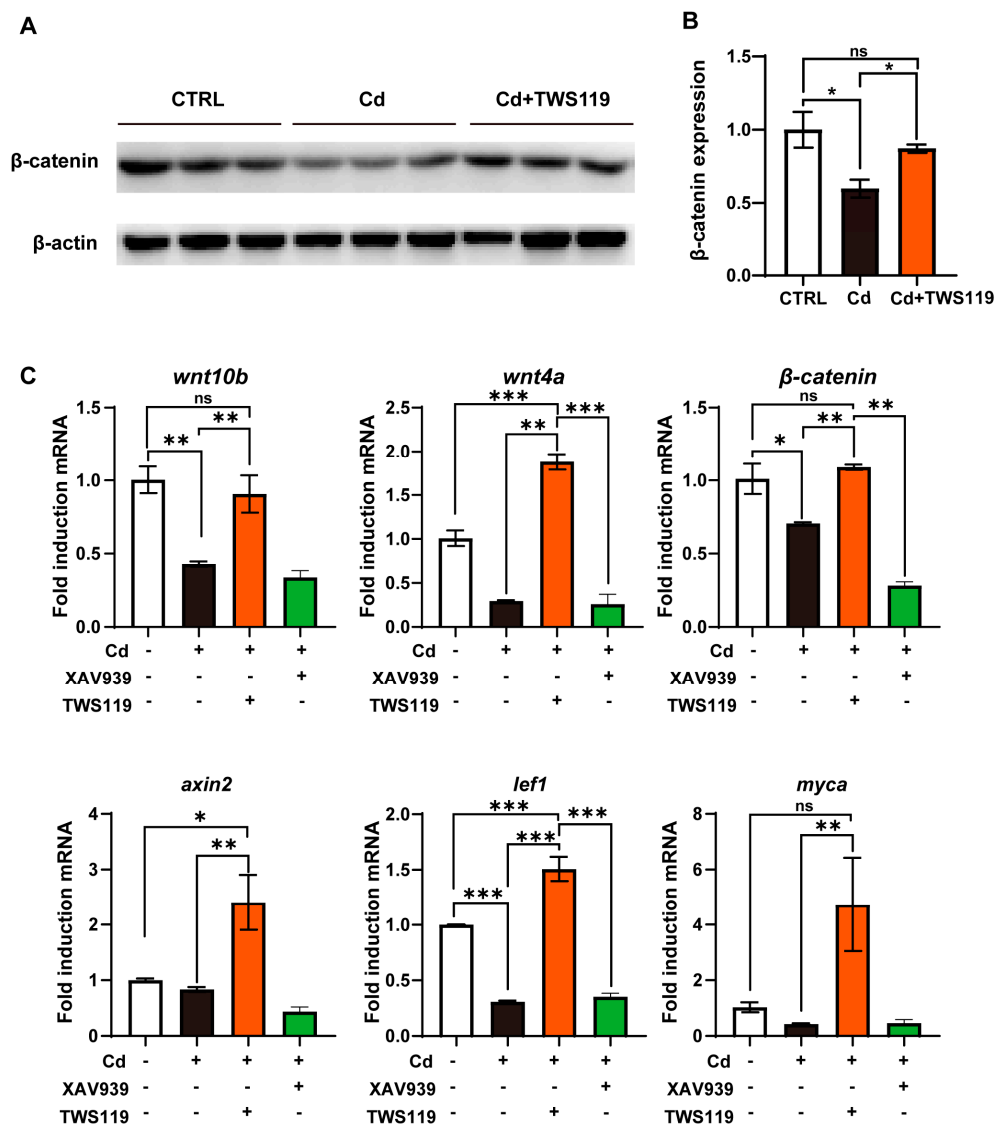 A
CTRL Cd Cd+TWS119
β-catenin
β-actin
B
β-catenin expression
1.5
1.0
0.5
0.0
ns
* *
CTRL Cd Cd+TWS119
C
wnt10b
Fold induction mRNA
1.5
1.0
0.5
0.0
ns
** **
Cd - + + +
XAV939 - - - +
TWS119 - - + -
wnt4a
Fold induction mRNA
2.5
2.0
1.5
1.0
0.5
0.0
*** ***
**
Cd - + + +
XAV939 - - - +
TWS119 - - + -
β-catenin
Fold induction mRNA
1.5
1.0
0.5
0.0
ns
* ** **
Cd - + + +
XAV939 - - - +
TWS119 - - + -
axin2
Fold induction mRNA
4
3
2
1
0
*
**
Cd - + + +
XAV939 - - - +
TWS119 - - + -
lef1
Fold induction mRNA
2.0
1.5
1.0
0.5
0.0
*** ***
***
***
Cd - + + +
XAV939 - - - +
TWS119 - - + -
myca
Fold induction mRNA
8
6
4
2
0
ns
**
Cd - + + +
XAV939 - - - +
TWS119 - - + -